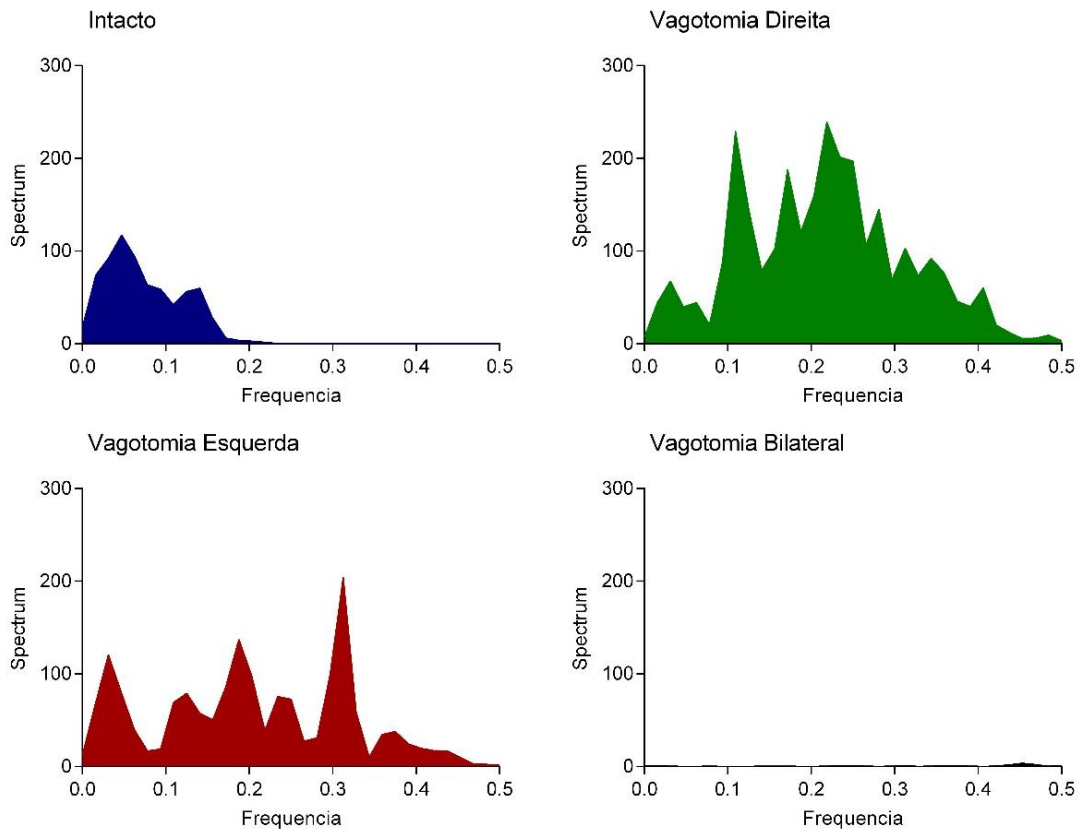 Intacto
300
200
100
0
Spectrum
0.0 0.1 0.2 0.3 0.4 0.5
Frequencia
Vagotomia Direita
300
200
100
0
Spectrum
0.0 0.1 0.2 0.3 0.4 0.5
Frequencia
Vagotomia Esquerda
300
200
100
0
Spectrum
0.0 0.1 0.2 0.3 0.4 0.5
Frequencia
Vagotomia Bilateral
300
200
100
0
Spectrum
0.0 0.1 0.2 0.3 0.4 0.5
Frequencia